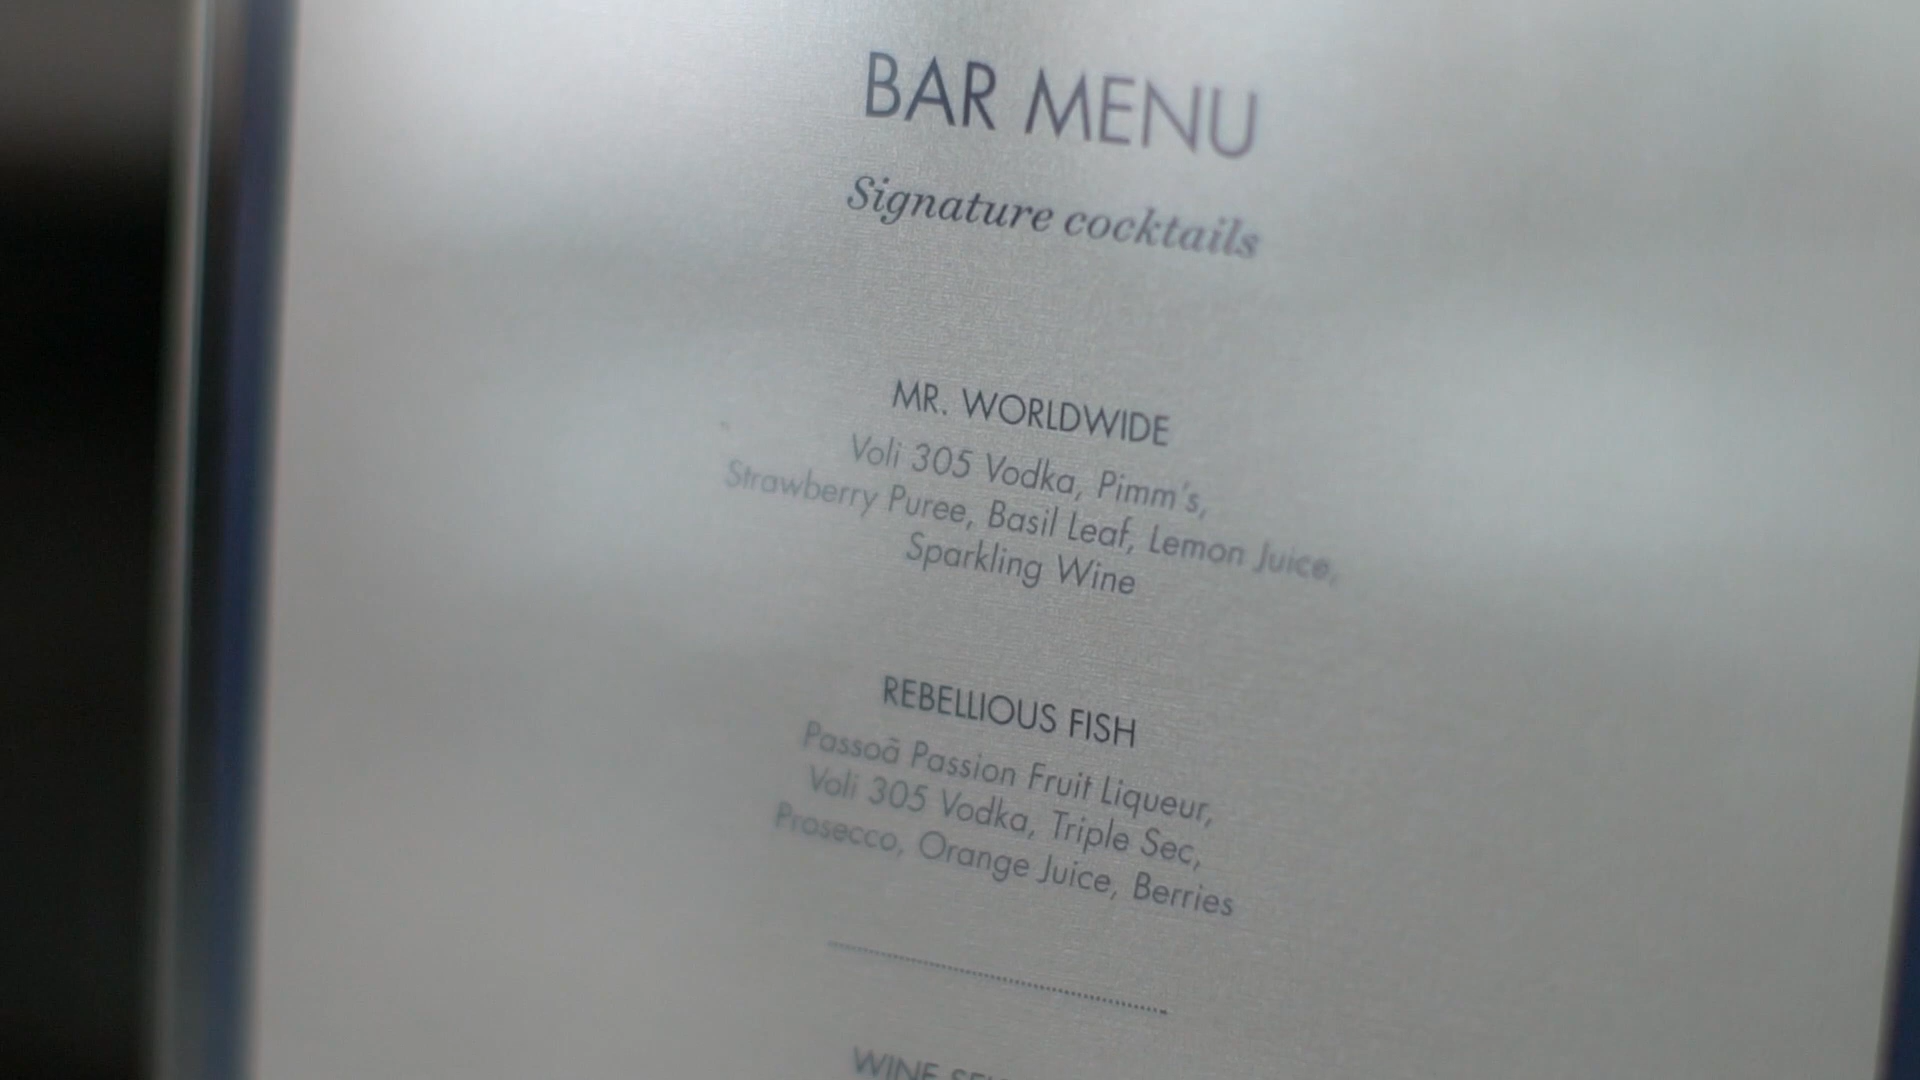 BAR MENU
Signature cocktails
MR. WORLDWIDE
Voli 305 Vodka, Pimm's,
Strawberry Puree, Basil Leaf, Lemon Juice,
Sparkling Wine
REBELLIOUS FISH
Passoã Passion Fruit Liqueur,
Voli 305 Vodka, Triple Sec,
Prosecco, Orange Juice, Berries
WINE